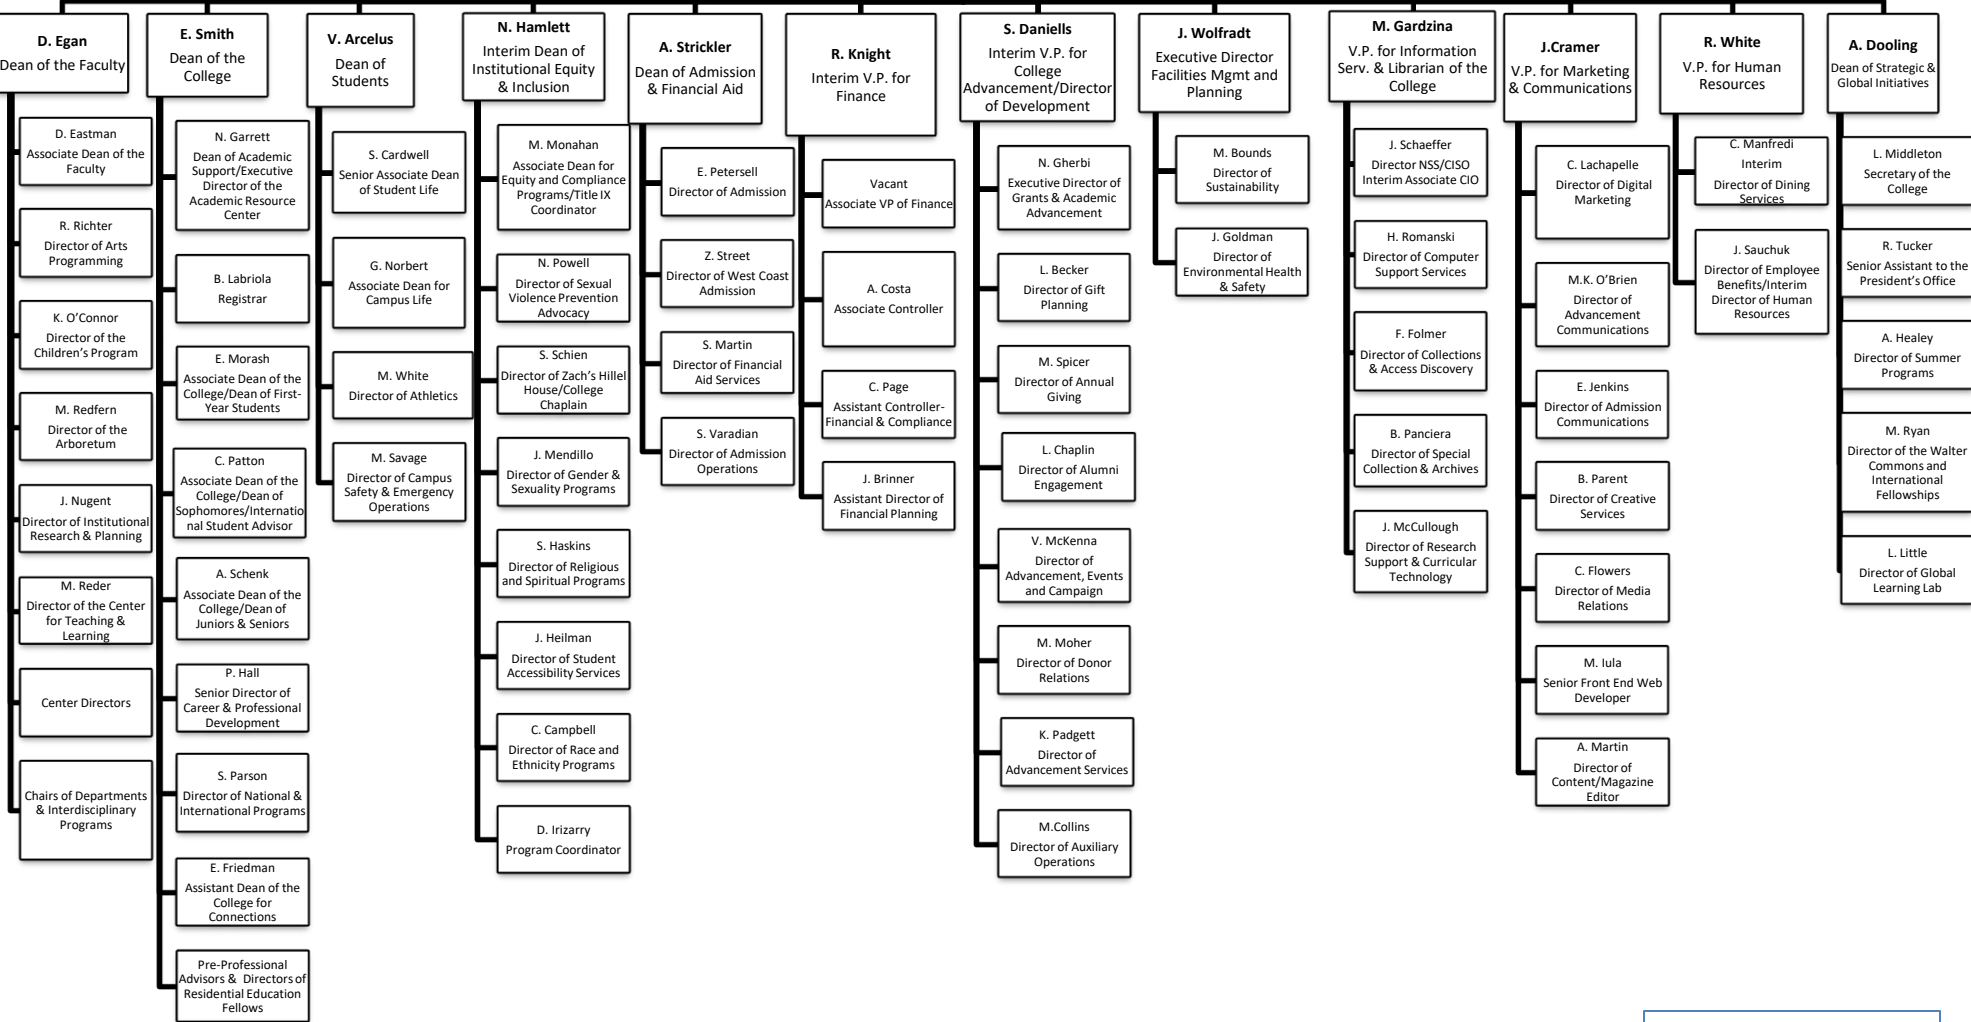 D. Egan
Dean of the Faculty
D. Eastman
Associate Dean of the
Faculty
R. Richter
Director of Arts
Programming
K. O’Connor
Director of the
Children’s Program
M. Redfern
Director of the
Arboretum
J. Nugent
Director of Institutional
Research & Planning
M. Reder
Director of the Center
for Teaching &
Learning
Center Directors
Chairs of Departments
& Interdisciplinary
Programs
E. Smith
Dean of the
College
N. Garrett
Dean of Academic
Support/Executive
Director of the
Academic Resource
Center
B. Labriola
Registrar
E. Morash
Associate Dean of the
College/Dean of First-
Year Students
C. Patton
Associate Dean of the
College/Dean of
Sophomores/Internatio
nal Student Advisor
A. Schenk
Associate Dean of the
College/Dean of
Juniors & Seniors
P. Hall
Senior Director of
Career & Professional
Development
S. Parson
Director of National &
International Programs
E. Friedman
Assistant Dean of the
College for
Connections
Pre-Professional
Advisors & Directors of
Residential Education
Fellows
V. Arcelus
Dean of
Students
S. Cardwell
Senior Associate Dean
of Student Life
G. Norbert
Associate Dean for
Campus Life
M. White
Director of Athletics
M. Savage
Director of Campus
Safety & Emergency
Operations
N. Hamlett
Interim Dean of
Institutional Equity
& Inclusion
M. Monahan
Associate Dean for
Equity and Compliance
Programs/Title IX
Coordinator
N. Powell
Director of Sexual
Violence Prevention
Advocacy
S. Schien
Director of Zach’s Hillel
House/College
Chaplain
J. Mendillo
Director of Gender &
Sexuality Programs
S. Haskins
Director of Religious
and Spiritual Programs
J. Heilman
Director of Student
Accessibility Services
C. Campbell
Director of Race and
Ethnicity Programs
D. Irizarry
Program Coordinator
A. Strickler
Dean of Admission
& Financial Aid
E. Petersell
Director of Admission
Z. Street
Director of West Coast
Admission
S. Martin
Director of Financial
Aid Services
S. Varadian
Director of Admission
Operations
R. Knight
Interim V.P. for
Finance
Vacant
Associate VP of Finance
A. Costa
Associate Controller
C. Page
Assistant Controller-
Financial & Compliance
J. Brinner
Assistant Director of
Financial Planning
S. Daniells
Interim V.P. for
College
Advancement/Director
of Development
N. Gherbi
Executive Director of
Grants & Academic
Advancement
L. Becker
Director of Gift
Planning
M. Spicer
Director of Annual
Giving
L. Chaplin
Director of Alumni
Engagement
V. McKenna
Director of
Advancement, Events
and Campaign
M. Moher
Director of Donor
Relations
K. Padgett
Director of
Advancement Services
M.Collins
Director of Auxiliary
Operations
J. Wolfradt
Executive Director
Facilities Mgmt and
Planning
M. Bounds
Director of
Sustainability
J. Goldman
Director of
Environmental Health
& Safety
M. Gardzina
V.P. for Information
Serv. & Librarian of the
College
J. Schaeffer
Director NSS/CISO
Interim Associate CIO
H. Romanski
Director of Computer
Support Services
F. Folmer
Director of Collections
& Access Discovery
B. Panciera
Director of Special
Collection & Archives
J. McCullough
Director of Research
Support & Curricular
Technology
J.Cramer
V.P. for Marketing
& Communications
C. Lachapelle
Director of Digital
Marketing
M.K. O’Brien
Director of
Advancement
Communications
E. Jenkins
Director of Admission
Communications
B. Parent
Director of Creative
Services
C. Flowers
Director of Media
Relations
M. Iula
Senior Front End Web
Developer
A. Martin
Director of
Content/Magazine
Editor
R. White
V.P. for Human
Resources
C. Manfredi
Interim
Director of Dining
Services
J. Sauchuk
Director of Employee
Benefits/Interim
Director of Human
Resources
A. Dooling
Dean of Strategic &
Global Initiatives
L. Middleton
Secretary of the
College
R. Tucker
Senior Assistant to the
President’s Office
A. Healey
Director of Summer
Programs
M. Ryan
Director of the Walter
Commons and
International
Fellowships
L. Little
Director of Global
Learning Lab